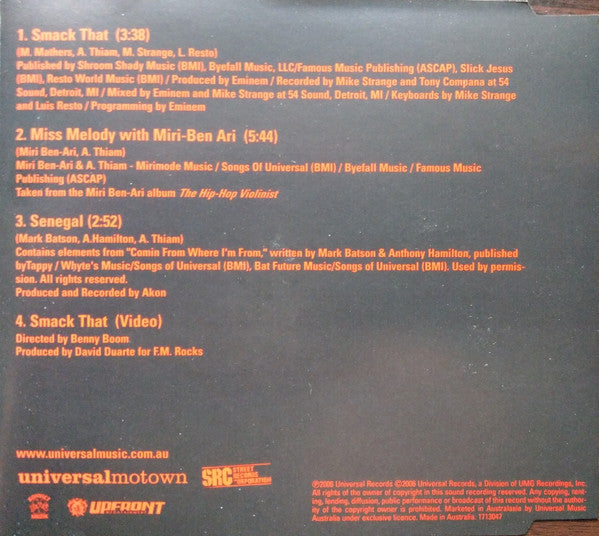 1. Smack That (3:38)
(M. Mathers, A. Thiam, M. Strange, L. Resto)
Published by Shroom Shady Music (BMI), Byefall Music, LLC/Famous Music Publishing (ASCAP), Slick Jesus
(BMI), Resto World Music (BMI) / Produced by Eminem / Recorded by Mike Strange and Tony Compana at 54
Sound, Detroit, MI / Mixed by Eminem and Mike Strange at 54 Sound, Detroit, MI / Keyboards by Mike Strange
and Luis Resto / Programming by Eminem
2. Miss Melody with Miri-Ben Ari (5:44)
(Miri Ben-Ari, A. Thiam)
Miri Ben-Ari & A. Thiam - Mirimode Music / Songs Of Universal (BMI) / Byefall Music / Famous Music
Publishing (ASCAP)
Taken from the Miri Ben-Ari album The Hip-Hop Violinist
3. Senegal (2:52)
(Mark Batson, A.Hamilton, A. Thiam)
Contains elements from "Comin From Where I'm From," written by Mark Batson & Anthony Hamilton, published
byTappy / Whyte's Music/Songs of Universal (BMI), Bat Future Music/Songs of Universal (BMI). Used by permis-
sion. All rights reserved.
Produced and Recorded by Akon
4. Smack That (Video)
Directed by Benny Boom
Produced by David Duarte for F.M. Rocks
www.universalmusic.com.au
universalmotown
SRC STREET
RECORDS
CORPORATION
UPFRONT
℗2006 Universal Records ©2006 Universal Records, a Division of UMG Recordings, Inc.
All rights of the owner of copyright in this sound recording reserved. Any copying, rent-
ing, lending, diffusion, public performance or broadcast of this record without the author-
ity of the copyright owner is prohibited. Marketed in Australasia by Universal Music
Australia under exclusive licence. Made in Australia. 1713047